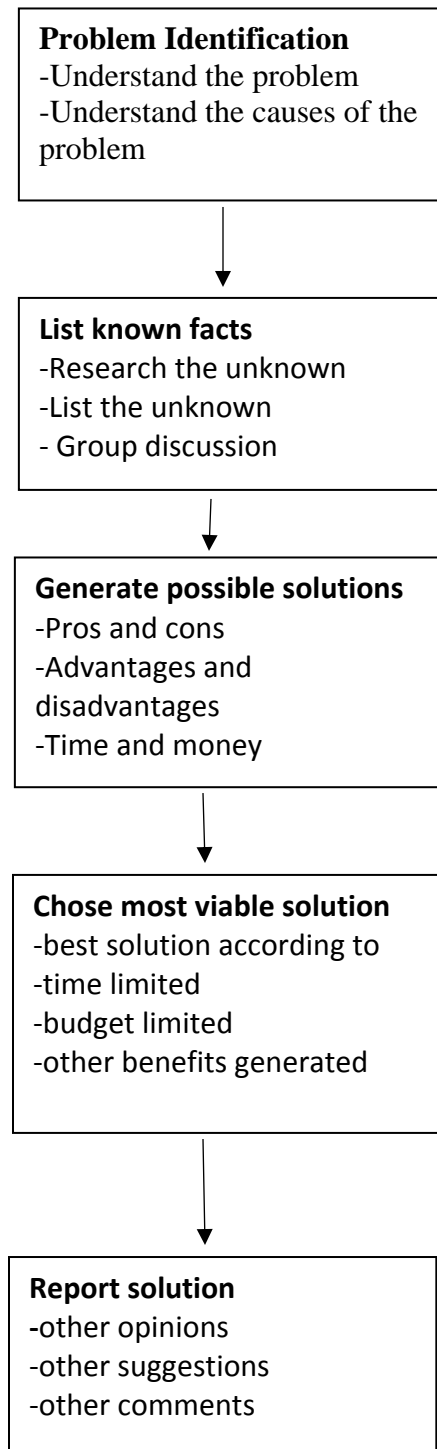 Problem Identification
-Understand the problem
-Understand the causes of the
problem
List known facts
-Research the unknown
-List the unknown
- Group discussion
Generate possible solutions
-Pros and cons
-Advantages and
disadvantages
-Time and money
Chose most viable solution
-best solution according to
-time limited
-budget limited
-other benefits generated
Report solution
-other opinions
-other suggestions
-other comments